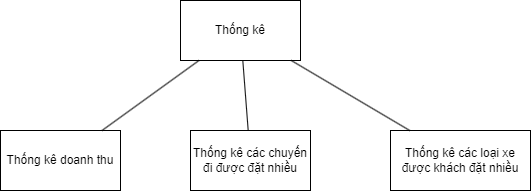 Thống kê
Thống kê doanh thu
Thống kê các chuyến
đi được đặt nhiều
Thống kê các loại xe
được khách đặt nhiều